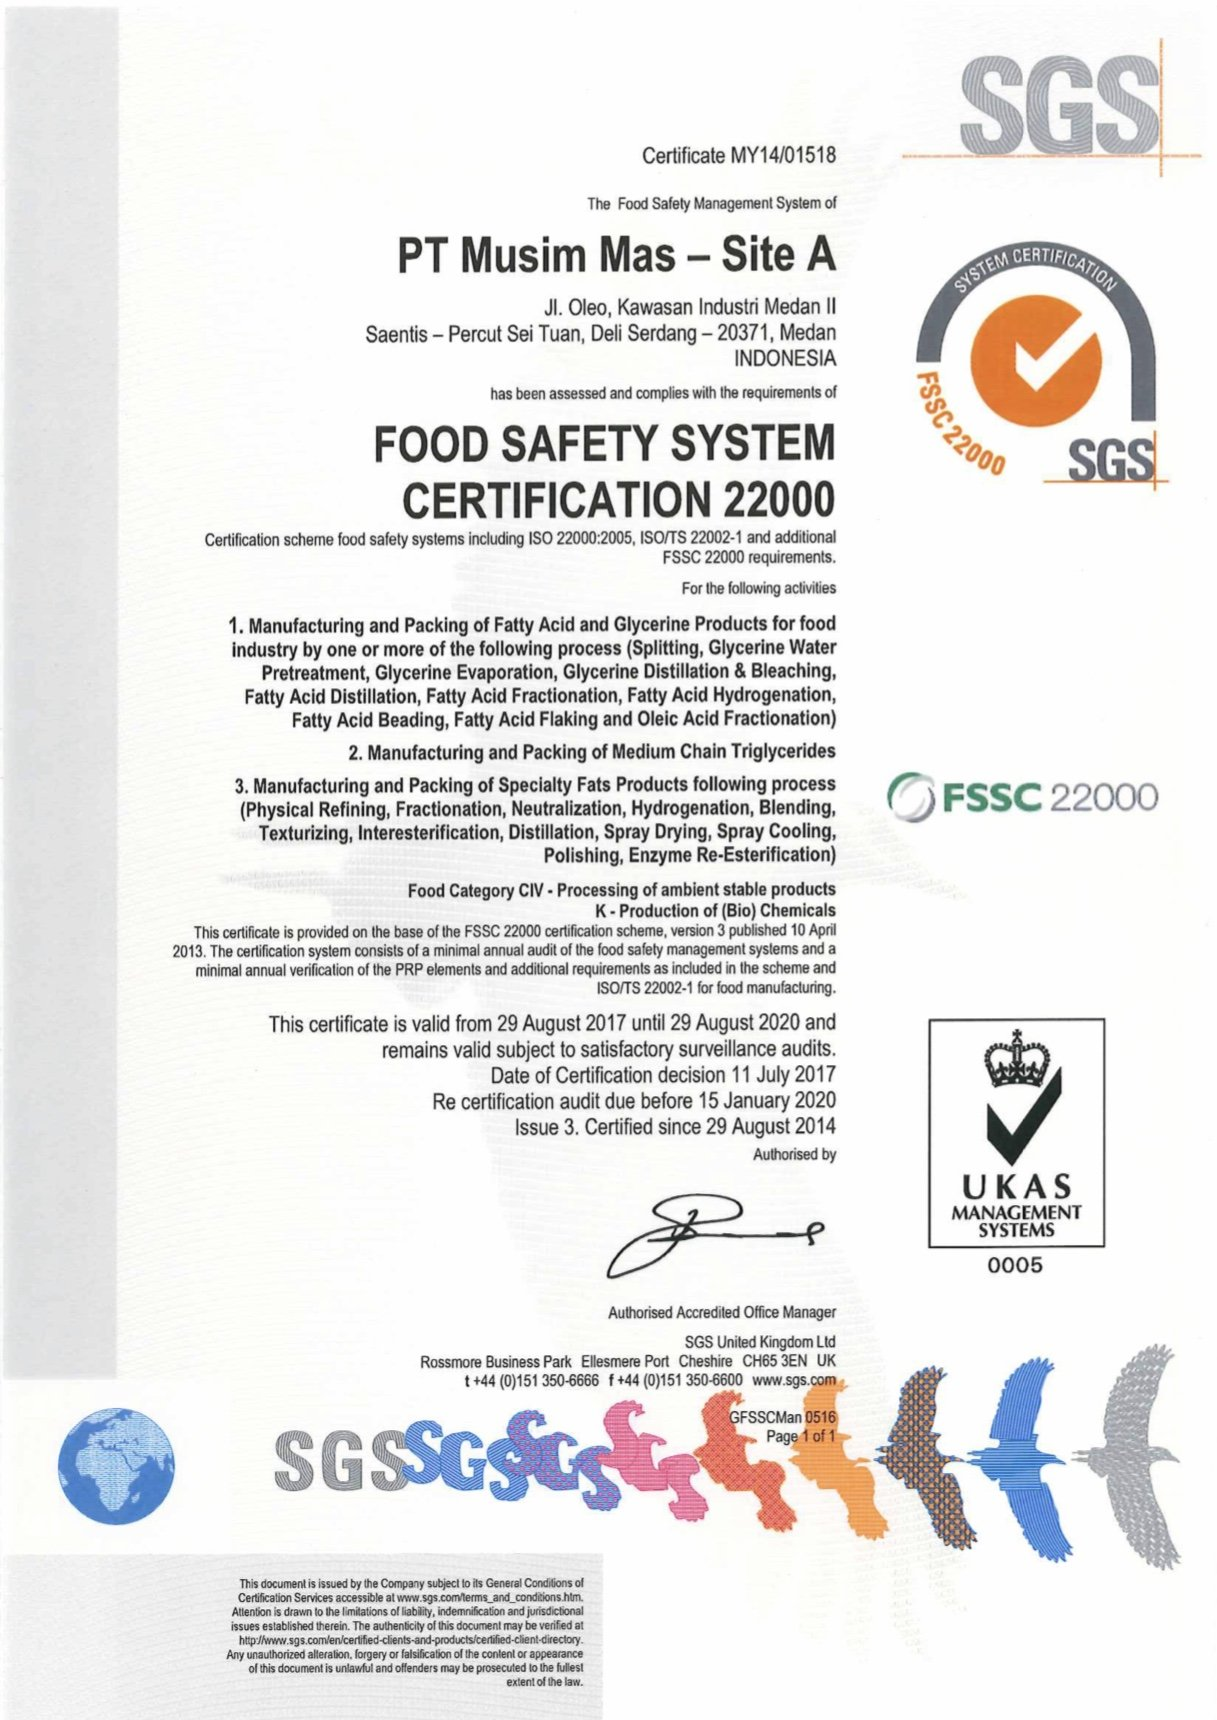 SGS
Certificate MY14/01518
The Food Safety Management System of
PT Musim Mas – Site A
Jl. Oleo, Kawasan Industri Medan II
Saentis – Percut Sei Tuan, Deli Serdang – 20371, Medan
INDONESIA
has been assessed and complies with the requirements of
SYSTEM CERTIFICATION
FSSC 22000
SGS
FOOD SAFETY SYSTEM
CERTIFICATION 22000
Certification scheme food safety systems including ISO 22000:2005, ISO/TS 22002-1 and additional
FSSC 22000 requirements.
For the following activities
1. Manufacturing and Packing of Fatty Acid and Glycerine Products for food
industry by one or more of the following process (Splitting, Glycerine Water
Pretreatment, Glycerine Evaporation, Glycerine Distillation & Bleaching,
Fatty Acid Distillation, Fatty Acid Fractionation, Fatty Acid Hydrogenation,
Fatty Acid Beading, Fatty Acid Flaking and Oleic Acid Fractionation)
2. Manufacturing and Packing of Medium Chain Triglycerides
3. Manufacturing and Packing of Specialty Fats Products following process
(Physical Refining, Fractionation, Neutralization, Hydrogenation, Blending,
Texturizing, Interesterification, Distillation, Spray Drying, Spray Cooling,
Polishing, Enzyme Re-Esterification)
FSSC 22000
Food Category CIV - Processing of ambient stable products
K - Production of (Bio) Chemicals
This certificate is provided on the base of the FSSC 22000 certification scheme, version 3 published 10 April
2013. The certification system consists of a minimal annual audit of the food safety management systems and a
minimal annual verification of the PRP elements and additional requirements as included in the scheme and
ISO/TS 22002-1 for food manufacturing.
This certificate is valid from 29 August 2017 until 29 August 2020 and
remains valid subject to satisfactory surveillance audits.
Date of Certification decision 11 July 2017
Re certification audit due before 15 January 2020
Issue 3. Certified since 29 August 2014
Authorised by
UKAS
MANAGEMENT
SYSTEMS
0005
Authorised Accredited Office Manager
SGS United Kingdom Ltd
Rossmore Business Park Ellesmere Port Cheshire CH65 3EN UK
t +44 (0)151 350-6666 f +44 (0)151 350-6600 www.sgs.com
GFSSCMan 0516
Page 1 of 1
SGS SGS SGS
This document is issued by the Company subject to its General Conditions of
Certification Services accessible at www.sgs.com/terms_and_conditions.htm.
Attention is drawn to the limitations of liability, indemnification and jurisdictional
issues established therein. The authenticity of this document may be verified at
http://www.sgs.com/en/certified-clients-and-products/certified-client-directory.
Any unauthorized alteration, forgery or falsification of the content or appearance
of this document is unlawful and offenders may be prosecuted to the fullest
extent of the law.